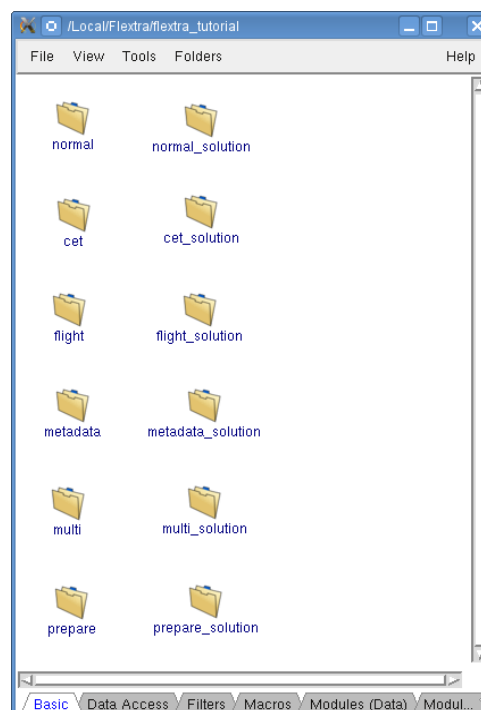 /Local/Flextra/flextra_tutorial
File View Tools Folders Help
normal normal_solution
cet cet_solution
flight flight_solution
metadata metadata_solution
multi multi_solution
prepare prepare_solution
Basic Data Access Filters Macros Modules (Data) Modul...